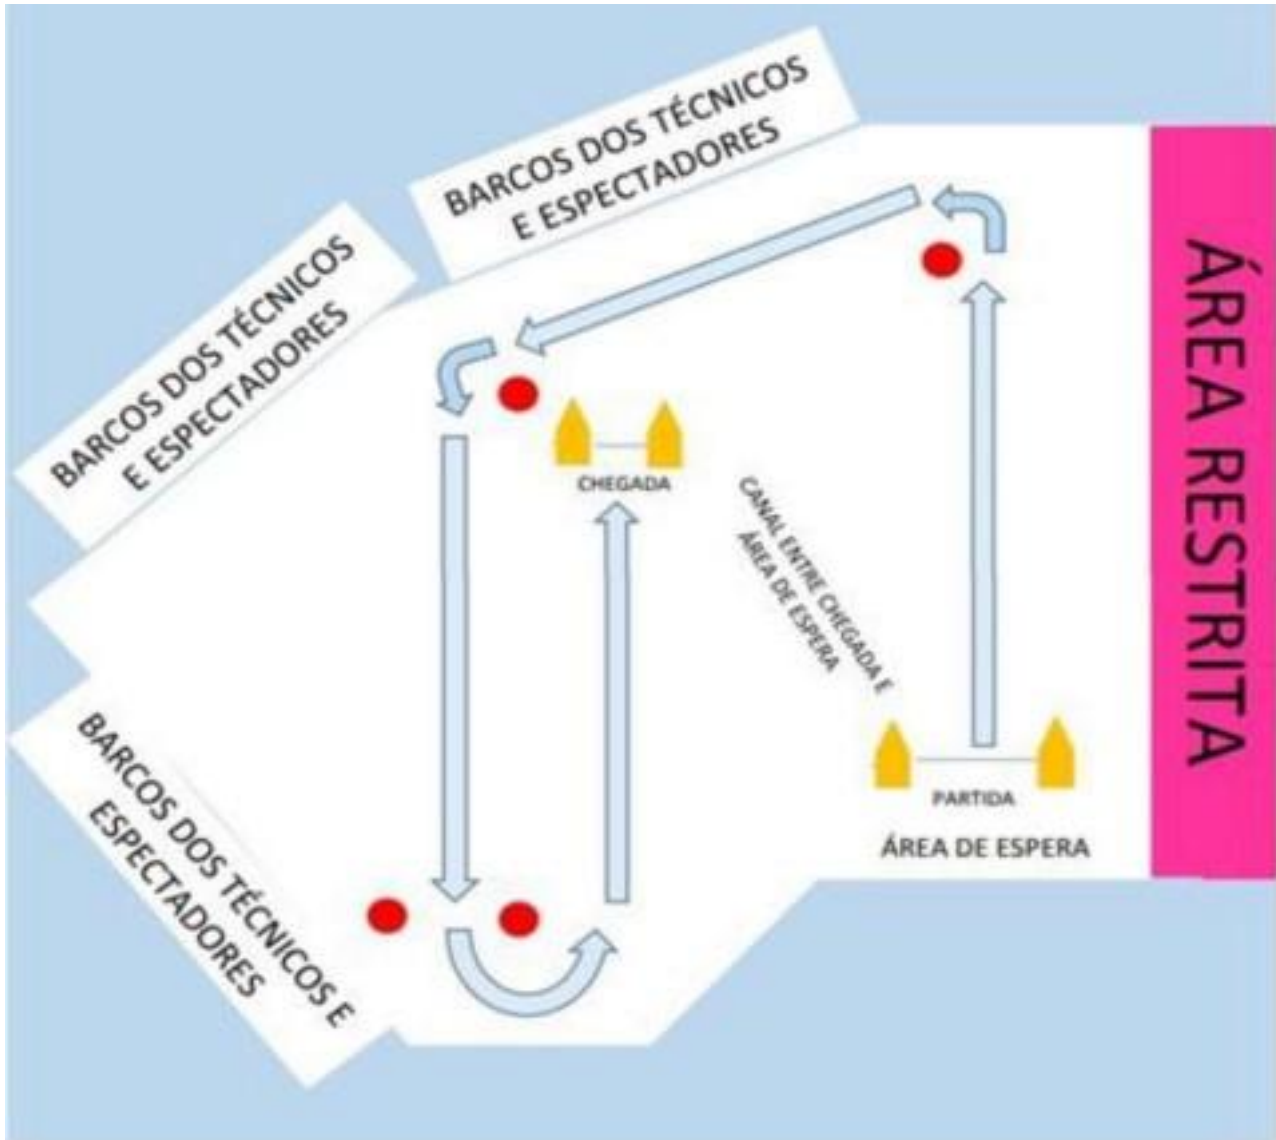 BARCOS DOS TÉCNICOS
E ESPECTADORES
BARCOS DOS TÉCNICOS
E ESPECTADORES
ÁREA RESTRITA
CHEGADA
CANAL ENTRE CHEGADA E
ÁREA DE ESPERA
BARCOS DOS TÉCNICOS E
ESPECTADORES
PARTIDA
ÁREA DE ESPERA